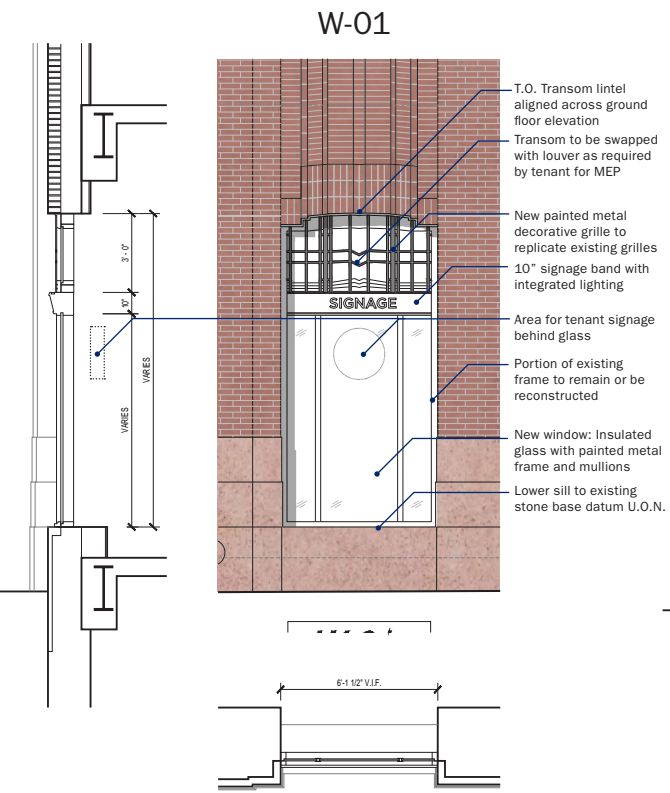 W-01
T.O. Transom lintel
aligned across ground
floor elevation
Transom to be swapped
with louver as required
by tenant for MEP
New painted metal
decorative grille to
replicate existing grilles
10" signage band with
integrated lighting
Area for tenant signage
behind glass
Portion of existing
frame to remain or be
reconstructed
New window: Insulated
glass with painted metal
frame and mullions
Lower sill to existing
stone base datum U.O.N.
3'- 0"
10"
VARIES
VARIES
SIGNAGE
6'-1 1/2" V.I.F.